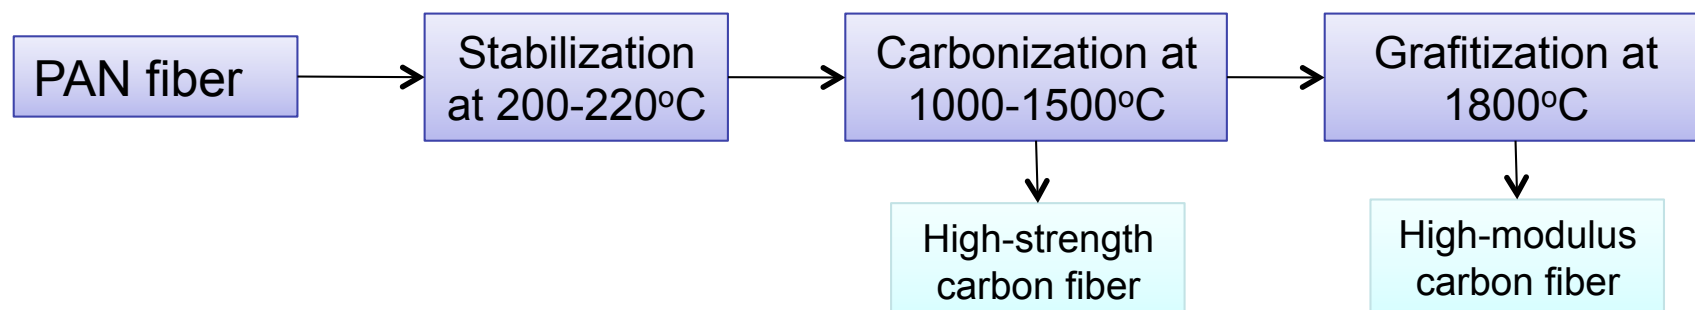 PAN fiber
Stabilization
at 200-220ºC
Carbonization at
1000-1500ºC
Grafitization at
1800ºC
High-strength
carbon fiber
High-modulus
carbon fiber